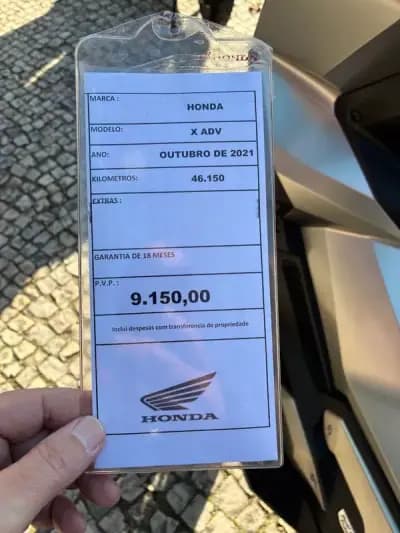 HONDA
MARCA : HONDA
MODELO: X ADV
ANO: OUTUBRO DE 2021
KILOMETROS: 46.150
EXTRAS :
GARANTIA DE 18 MESES
P.V.P. : 9.150,00
Inclui despesas com transferencia de propriedade
HONDA